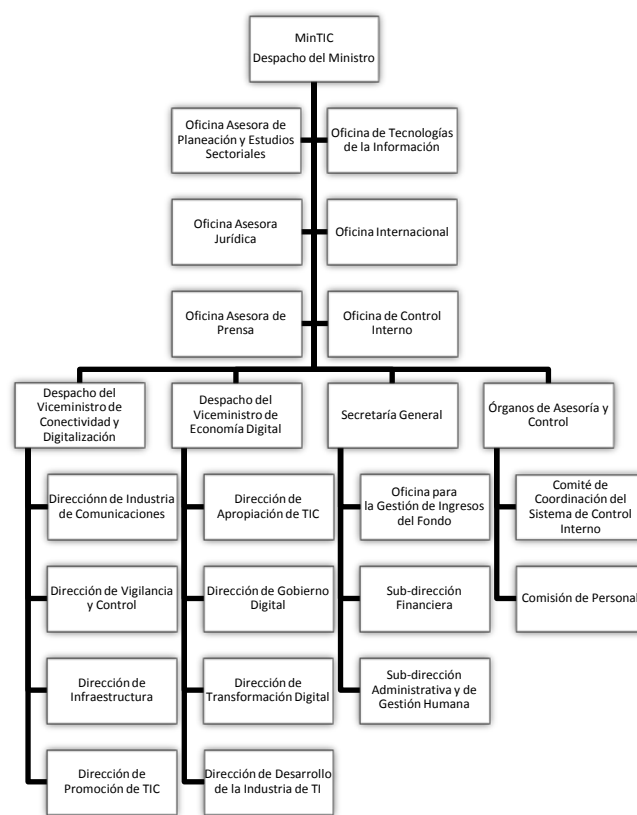 MinTIC
Despacho del Ministro
Oficina Asesora de
Planeación y Estudios
Sectoriales
Oficina de Tecnologías
de la Información
Oficina Asesora
Jurídica
Oficina Internacional
Oficina Asesora de
Prensa
Oficina de Control
Interno
Despacho del
Viceministro de
Conectividad y
Digitalización
Despacho del
Viceministro de
Economía Digital
Secretaría General
Órganos de Asesoría y
Control
Direcciónn de Industria
de Comunicaciones
Dirección de
Apropiación de TIC
Oficina para
la Gestión de Ingresos
del Fondo
Comité de
Coordinación del
Sistema de Control
Interno
Dirección de Vigilancia
y Control
Dirección de Gobierno
Digital
Sub-dirección
Financiera
Comisión de Personal
Dirección de
Infraestructura
Dirección de
Transformación Digital
Sub-dirección
Administrativa y de
Gestión Humana
Dirección de
Promoción de TIC
Dirección de Desarrollo
de la Industria de TI